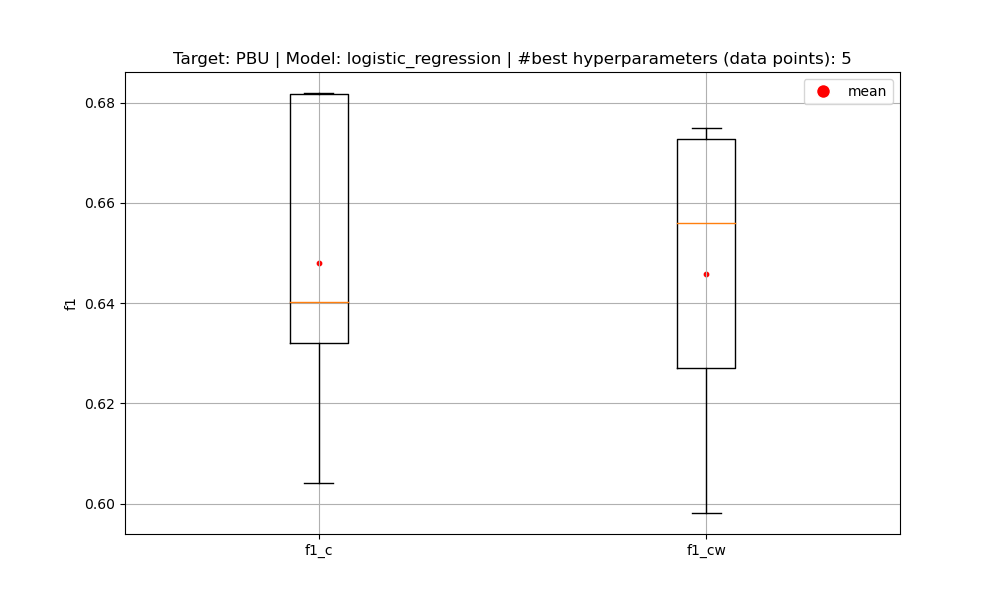 Target: PBU | Model: logistic_regression | #best hyperparameters (data points): 5
mean
f1
0.68
0.66
0.64
0.62
0.60
f1_c
f1_cw